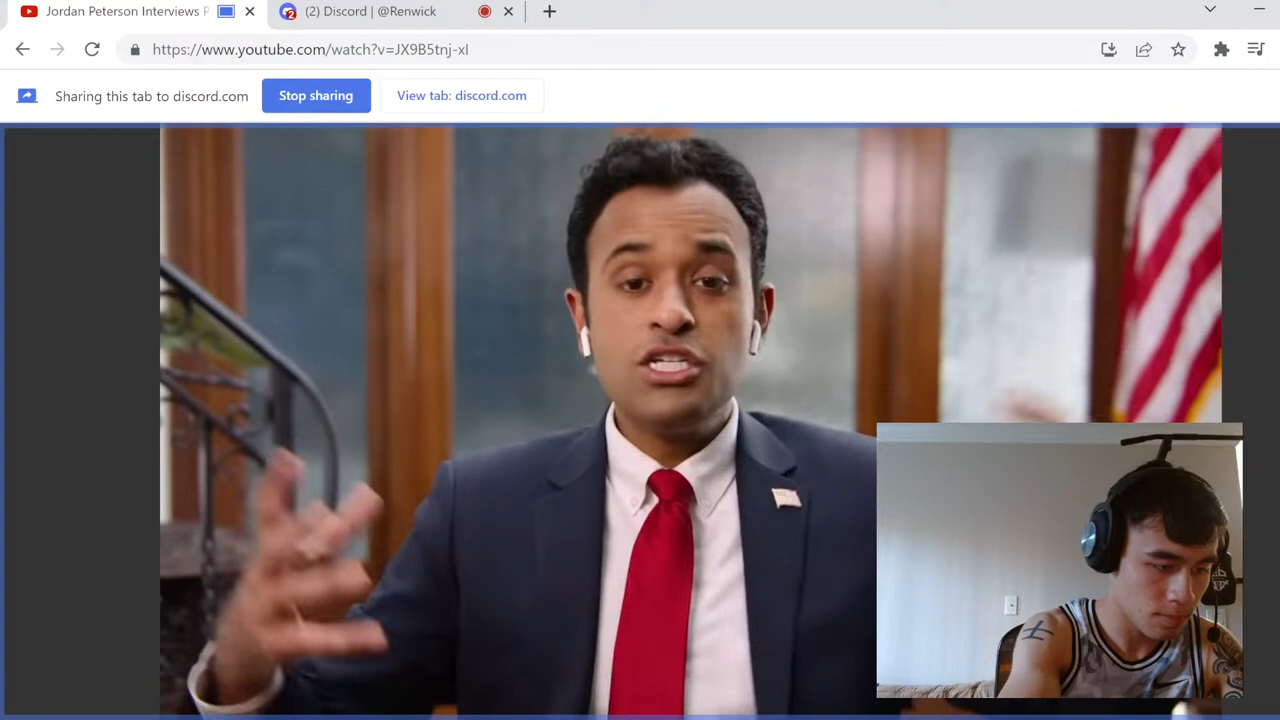 Jordan Peterson Interviews P
(2) Discord | @Renwick
https://www.youtube.com/watch?v=JX9B5tnj-xI
Sharing this tab to discord.com
Stop sharing
View tab: discord.com